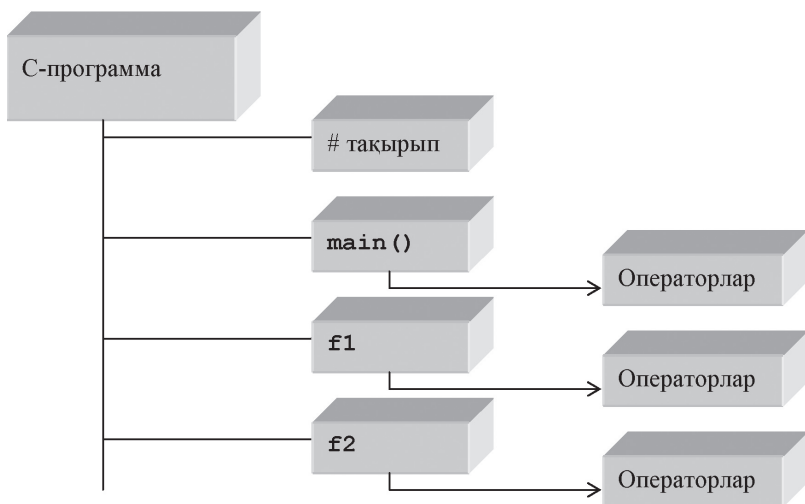 С-программа
# тақырып
main()
Операторлар
f1
Операторлар
f2
Операторлар